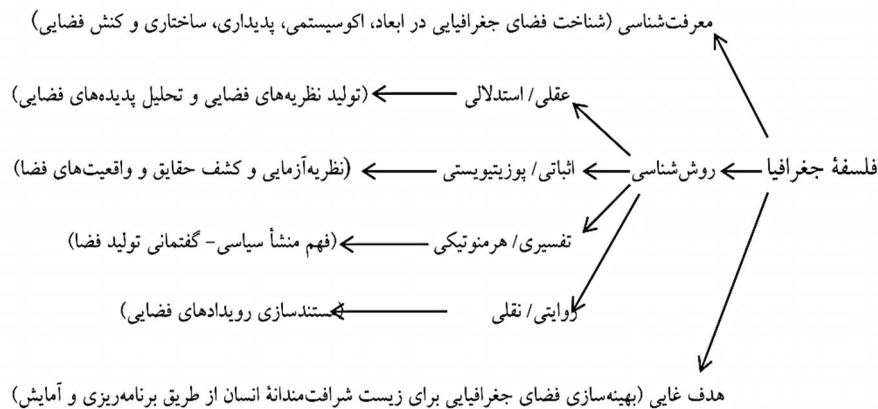 معرفت‌شناسی (شناخت فضای جغرافیایی در ابعاد، اکوسیستمی، پدیداری، ساختاری و کنش فضایی)
عقلی/ استدلالی (تولید نظریه‌های فضایی و تحلیل پدیده‌های فضایی)
فلسفۀ جغرافیا روش‌شناسی اثباتی/ پوزیتیویستی (نظریه‌آزمایی و کشف حقایق و واقعیت‌های فضا)
تفسیری/ هرمنوتیکی (فهم منشأ سیاسی- گفتمانی تولید فضا)
روایتی/ نقلی (مستندسازی رویدادهای فضایی)
هدف غایی (بهینه‌سازی فضای جغرافیایی برای زیست شرافت‌مندانۀ انسان از طریق برنامه‌ریزی و آمایش)